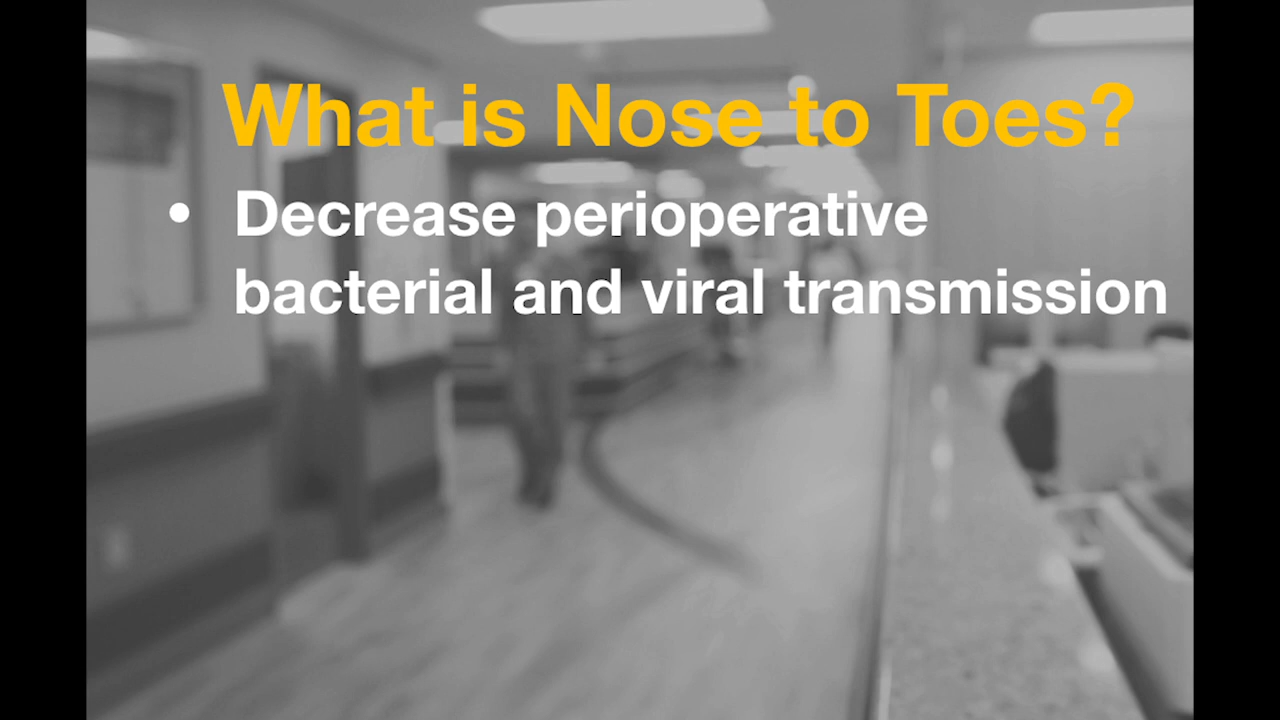 What is Nose to Toes?
• Decrease perioperative
bacterial and viral transmission